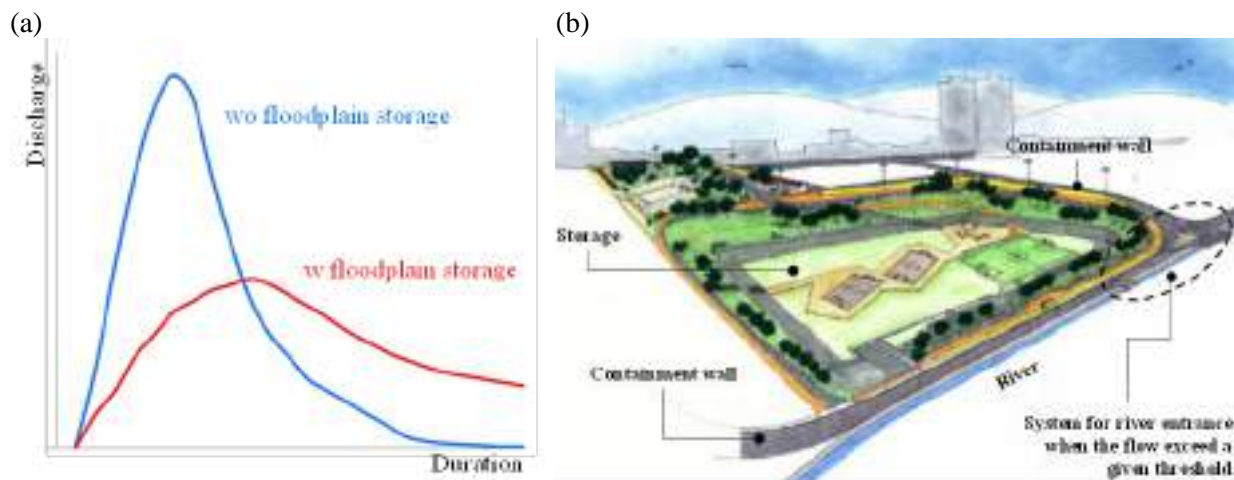 (a)
Discharge
wo floodplain storage
w floodplain storage
Duration
(b)
Containment wall
Storage
Containment wall
River
System for river entrance
when the flow exceed a
given threshold